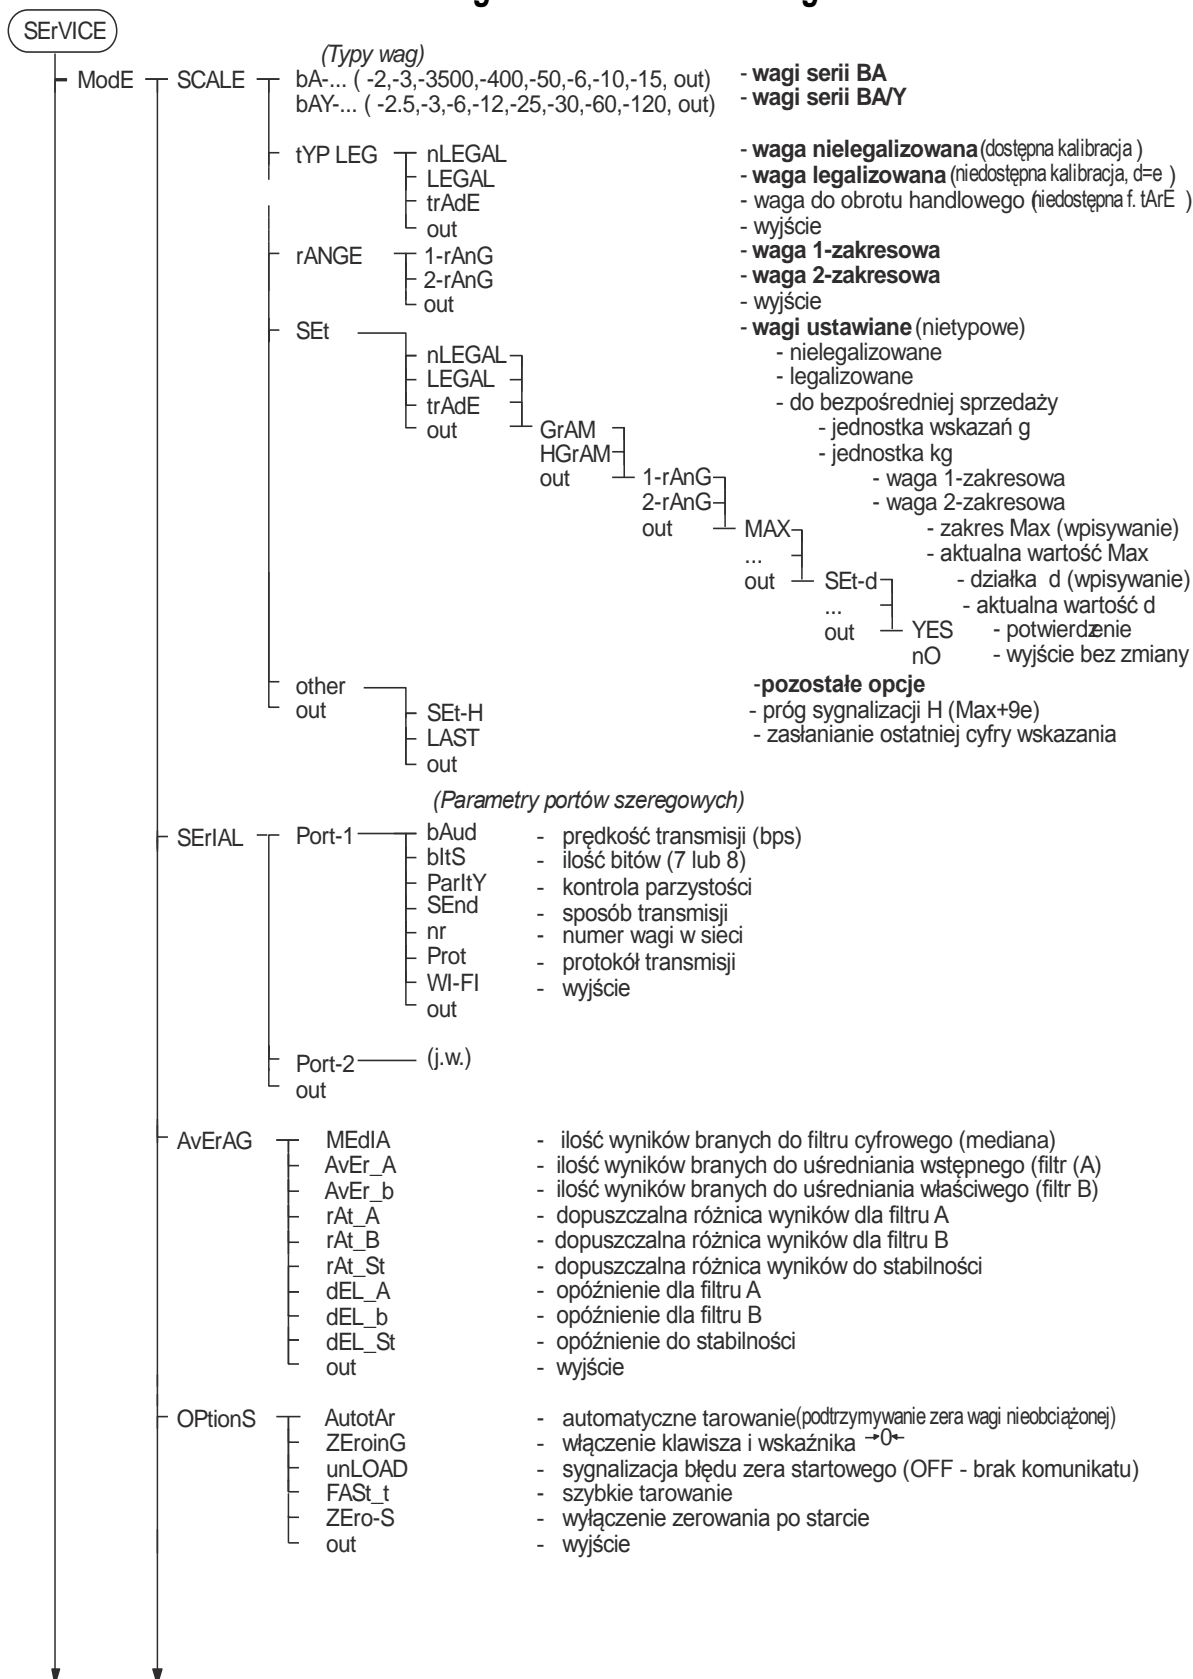 SErVICE
(Typy wag)
ModE SCALE bA-... ( -2,-3,-3500,-400,-50,-6,-10,-15, out) - wagi serii BA
bAY-... ( -2.5,-3,-6,-12,-25,-30,-60,-120, out) - wagi serii BA/Y
tYP LEG nLEGAL - waga nielegalizowana (dostępna kalibracja )
LEGAL - waga legalizowana (niedostępna kalibracja, d=e )
trAdE - waga do obrotu handlowego (niedostępna f. tArE )
out - wyjście
rANGE 1-rAnG - waga 1-zakresowa
2-rAnG - waga 2-zakresowa
out - wyjście
SEt - wagi ustawiane (nietypowe)
nLEGAL - nielegalizowane
LEGAL - legalizowane
trAdE - do bezpośredniej sprzedaży
out GrAM - jednostka wskazań g
HGrAM - jednostka kg
out 1-rAnG - waga 1-zakresowa
2-rAnG - waga 2-zakresowa
out MAX - zakres Max (wpisywanie)
... - aktualna wartość Max
out SEt-d - działka d (wpisywanie)
... - aktualna wartość d
out YES - potwierdzenie
nO - wyjście bez zmiany
other -pozostałe opcje
out SEt-H - próg sygnalizacji H (Max+9e)
LAST - zasłanianie ostatniej cyfry wskazania
out
(Parametry portów szeregowych)
SErIAL Port-1 bAud - prędkość transmisji (bps)
bItS - ilość bitów (7 lub 8)
ParItY - kontrola parzystości
SEnd - sposób transmisji
nr - numer wagi w sieci
Prot - protokół transmisji
WI-FI - wyjście
out
Port-2 (j.w.)
out
AvErAG MEdIA - ilość wyników branych do filtru cyfrowego (mediana)
AvEr_A - ilość wyników branych do uśredniania wstępnego (filtr (A)
AvEr_b - ilość wyników branych do uśredniania właściwego (filtr B)
rAt_A - dopuszczalna różnica wyników dla filtru A
rAt_B - dopuszczalna różnica wyników dla filtru B
rAt_St - dopuszczalna różnica wyników do stabilności
dEL_A - opóźnienie dla filtru A
dEL_b - opóźnienie dla filtru B
dEL_St - opóźnienie do stabilności
out - wyjście
OPtionS AutotAr - automatyczne tarowanie (podtrzymywanie zera wagi nieobciążonej)
ZEroinG - włączenie klawisza i wskaźnika →0←
unLOAD - sygnalizacja błędu zera startowego (OFF - brak komunikatu)
FASt_t - szybkie tarowanie
ZEro-S - wyłączenie zerowania po starcie
out - wyjście